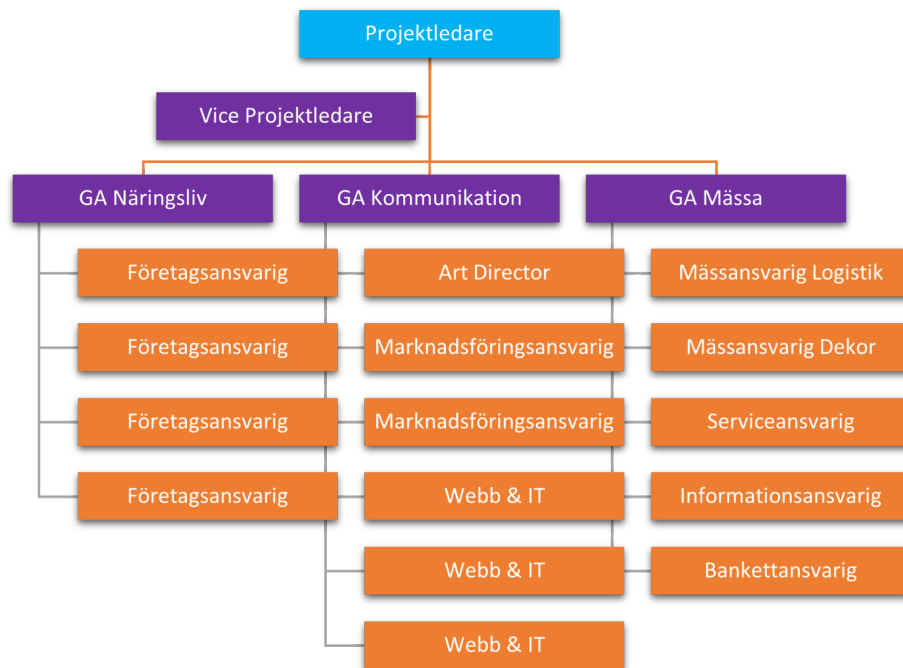 Projektledare
Vice Projektledare
GA Näringsliv
GA Kommunikation
GA Mässa
Företagsansvarig
Art Director
Mässansvarig Logistik
Företagsansvarig
Marknadsföringsansvarig
Mässansvarig Dekor
Företagsansvarig
Marknadsföringsansvarig
Serviceansvarig
Företagsansvarig
Webb & IT
Informationsansvarig
Webb & IT
Bankettansvarig
Webb & IT